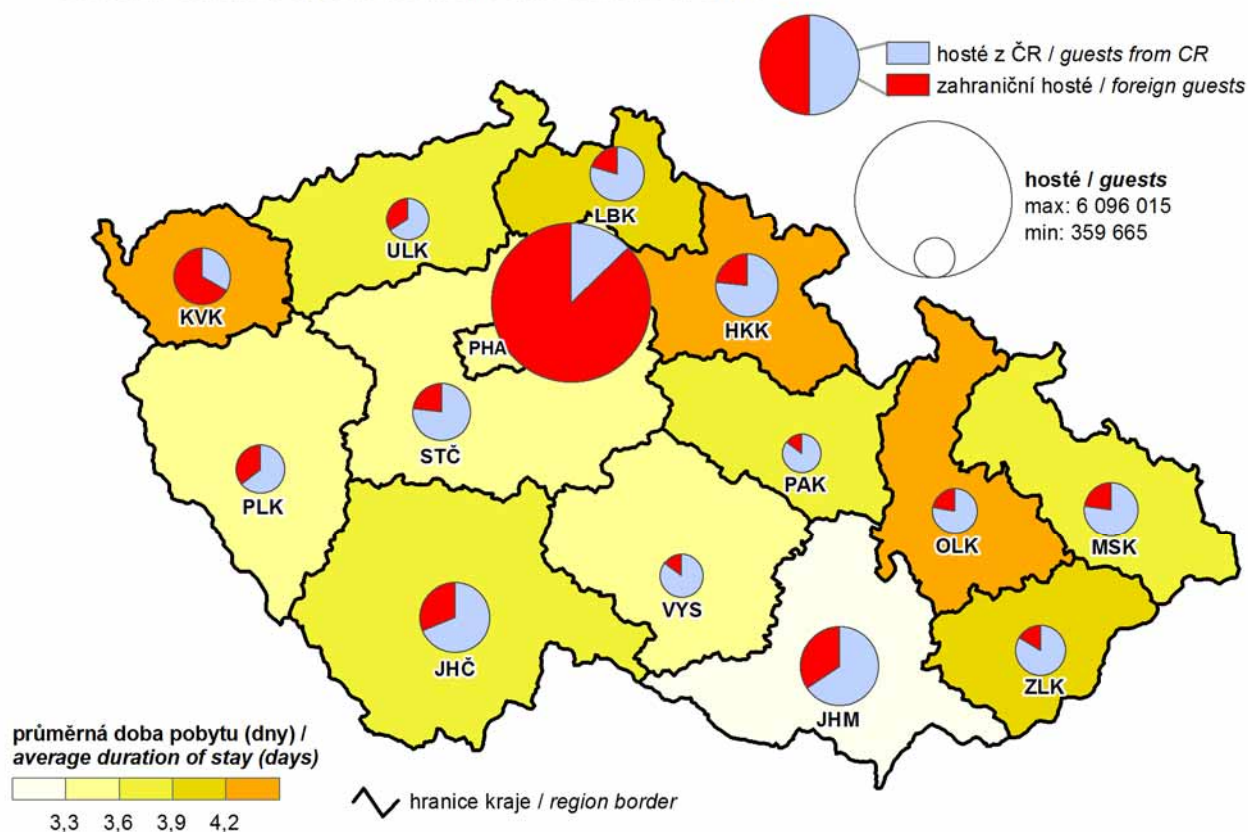 hosté z ČR / guests from CR
zahraniční hosté / foreign guests
hosté / guests
max: 6 096 015
min: 359 665
LBK
ULK
KVK
HKK
PHA
STČ
PLK
PAK
OLK
MSK
VYS
JHČ
ZLK
JHM
průměrná doba pobytu (dny) /
average duration of stay (days)
3,3 3,6 3,9 4,2
hranice kraje / region border